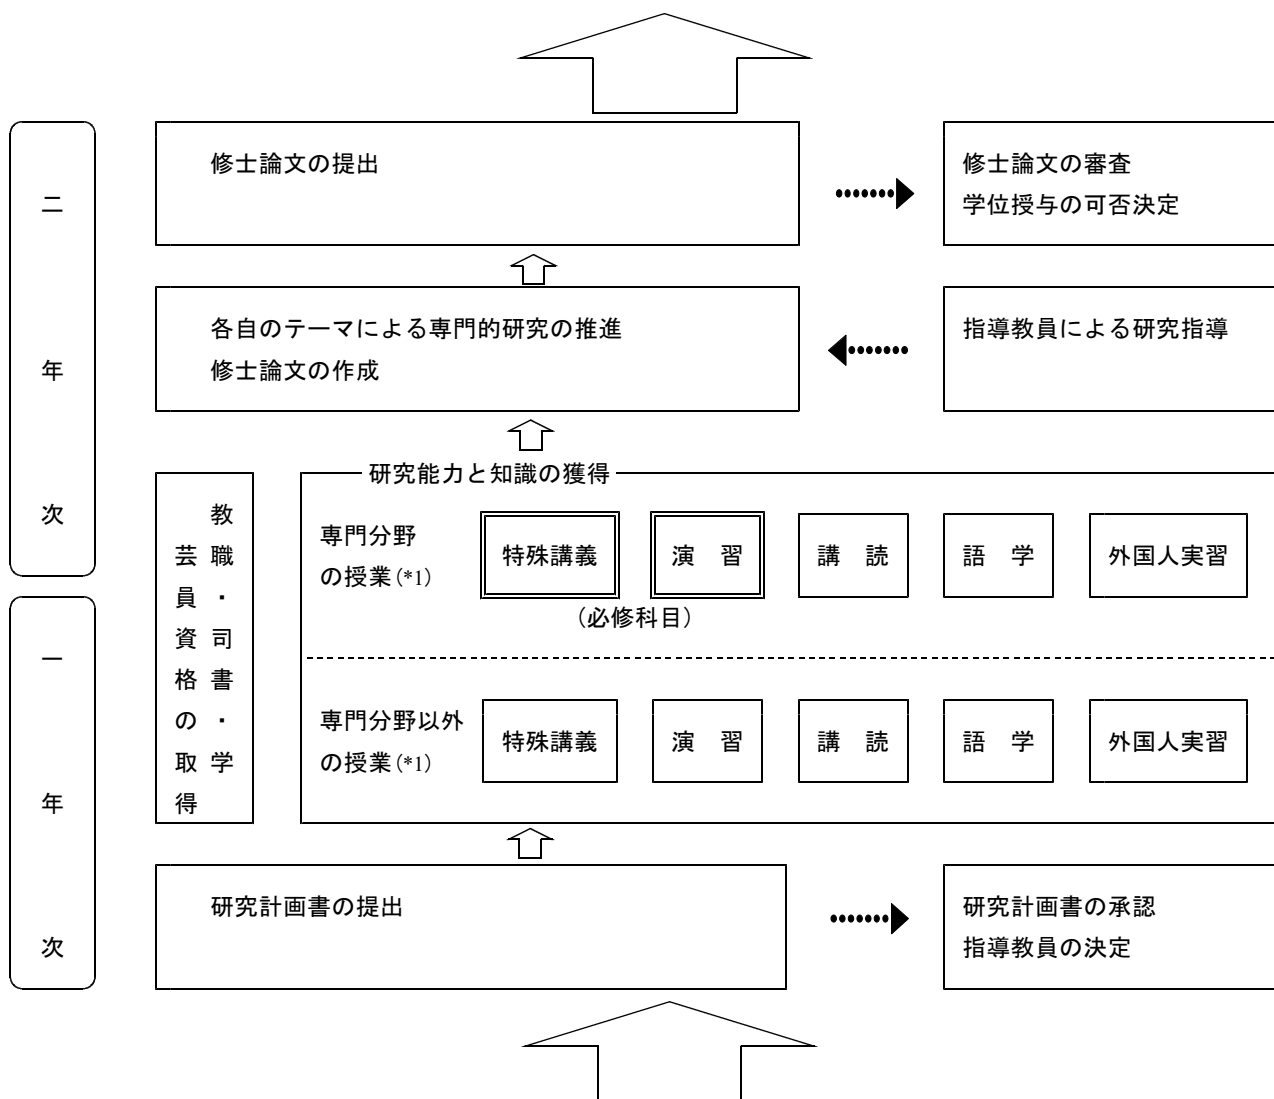 修士論文の提出
修士論文の審査
学位授与の可否決定
二年次
各自のテーマによる専門的研究の推進
修士論文の作成
指導教員による研究指導
研究能力と知識の獲得
教職・司書・学
芸員資格の取得
専門分野
の授業(*1)
特殊講義
演 習
講 読
語 学
外国人実習
(必修科目)
一年次
専門分野以外
の授業(*1)
特殊講義
演 習
講 読
語 学
外国人実習
研究計画書の提出
研究計画書の承認
指導教員の決定